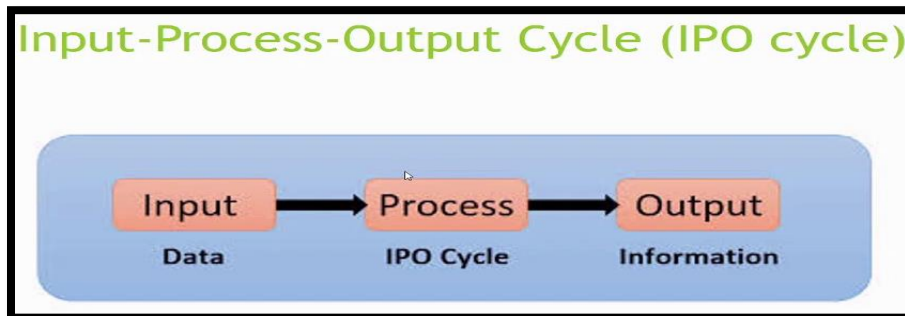 Input-Process-Output Cycle (IPO cycle)
Input Process Output
Data IPO Cycle Information